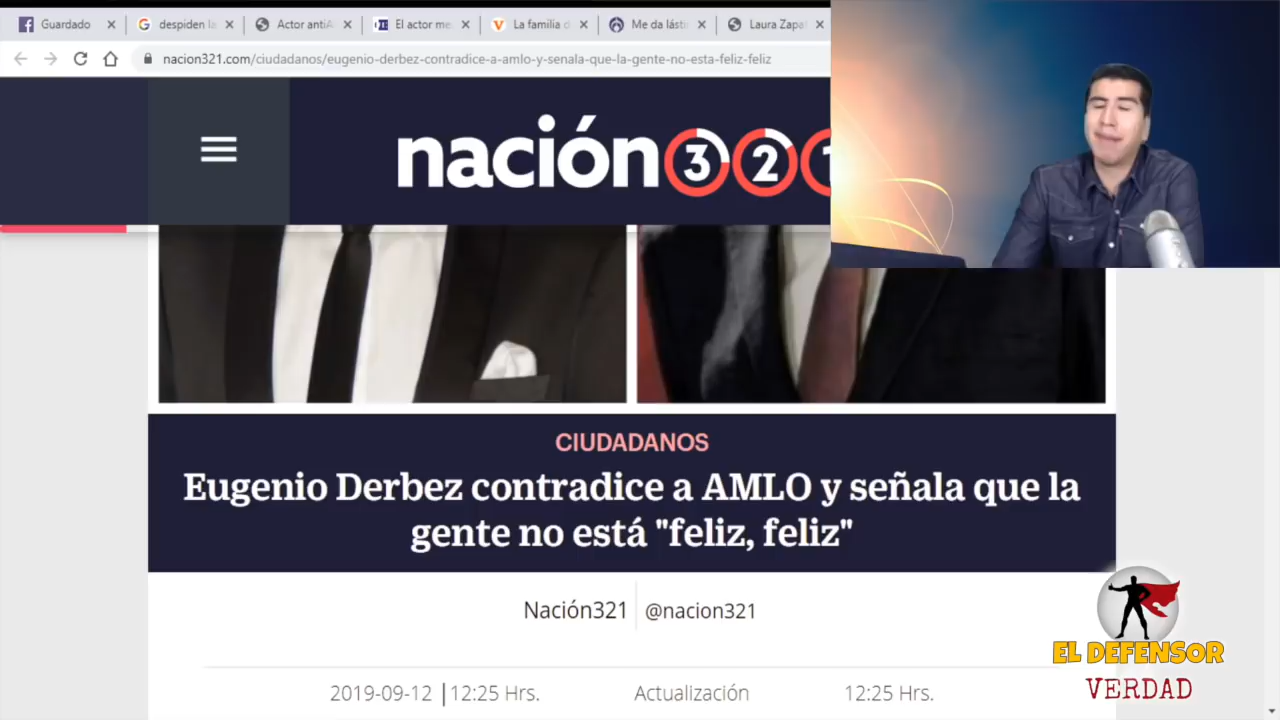 Guardado
despiden la
Actor antiA
El actor me
La familia d
Me da lásti
Laura Zapat
nacion321.com/ciudadanos/eugenio-derbez-contradice-a-amlo-y-senala-que-la-gente-no-esta-feliz-feliz
nación321
CIUDADANOS
Eugenio Derbez contradice a AMLO y señala que la
gente no está "feliz, feliz"
Nación321 @nacion321
2019-09-12 | 12:25 Hrs. Actualización 12:25 Hrs.
EL DEFENSOR
VERDAD